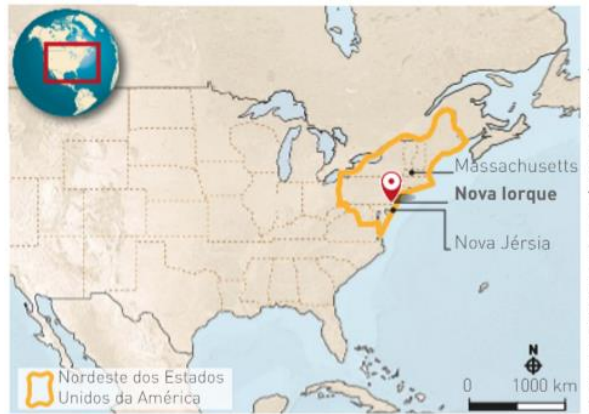 Massachusetts
Nova Iorque
Nova Jérsia
N
0 1000 km
Nordeste dos Estados
Unidos da América